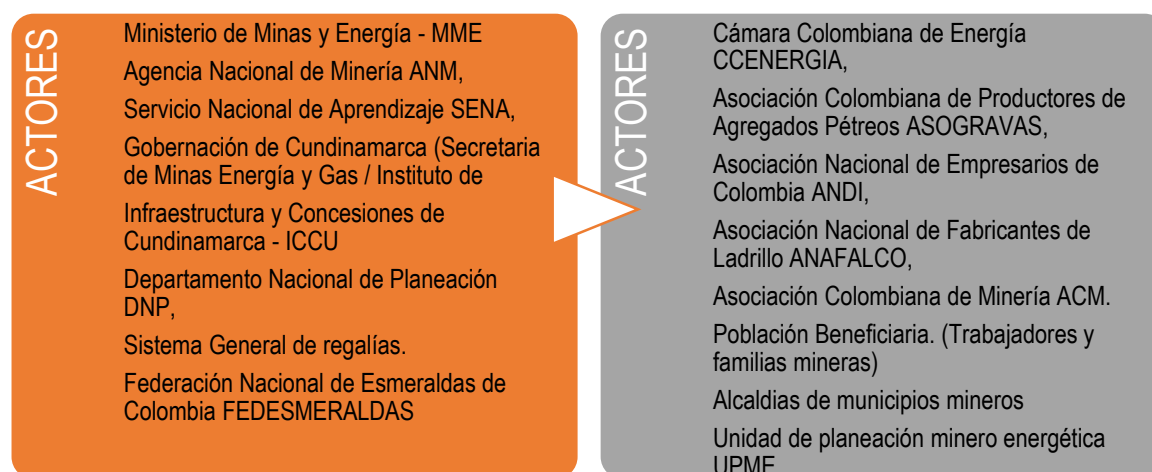 ACTORES
Ministerio de Minas y Energía - MME
Agencia Nacional de Minería ANM,
Servicio Nacional de Aprendizaje SENA,
Gobernación de Cundinamarca (Secretaria
de Minas Energía y Gas / Instituto de
Infraestructura y Concesiones de
Cundinamarca - ICCU
Departamento Nacional de Planeación
DNP,
Sistema General de regalías.
Federación Nacional de Esmeraldas de
Colombia FEDESMERALDAS
ACTORES
Cámara Colombiana de Energía
CCENERGIA,
Asociación Colombiana de Productores de
Agregados Pétreos ASOGRAVAS,
Asociación Nacional de Empresarios de
Colombia ANDI,
Asociación Nacional de Fabricantes de
Ladrillo ANAFALCO,
Asociación Colombiana de Minería ACM.
Población Beneficiaria. (Trabajadores y
familias mineras)
Alcaldias de municipios mineros
Unidad de planeación minero energética
UPME